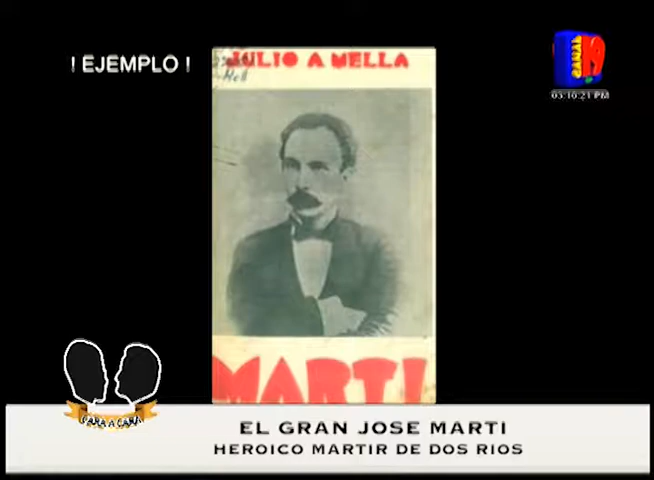 ! EJEMPLO !
JULIO A MELLA
CANAL 19
03:10:21 PM
MARTI
CARA A CARA
EL GRAN JOSE MARTI
HEROICO MARTIR DE DOS RIOS